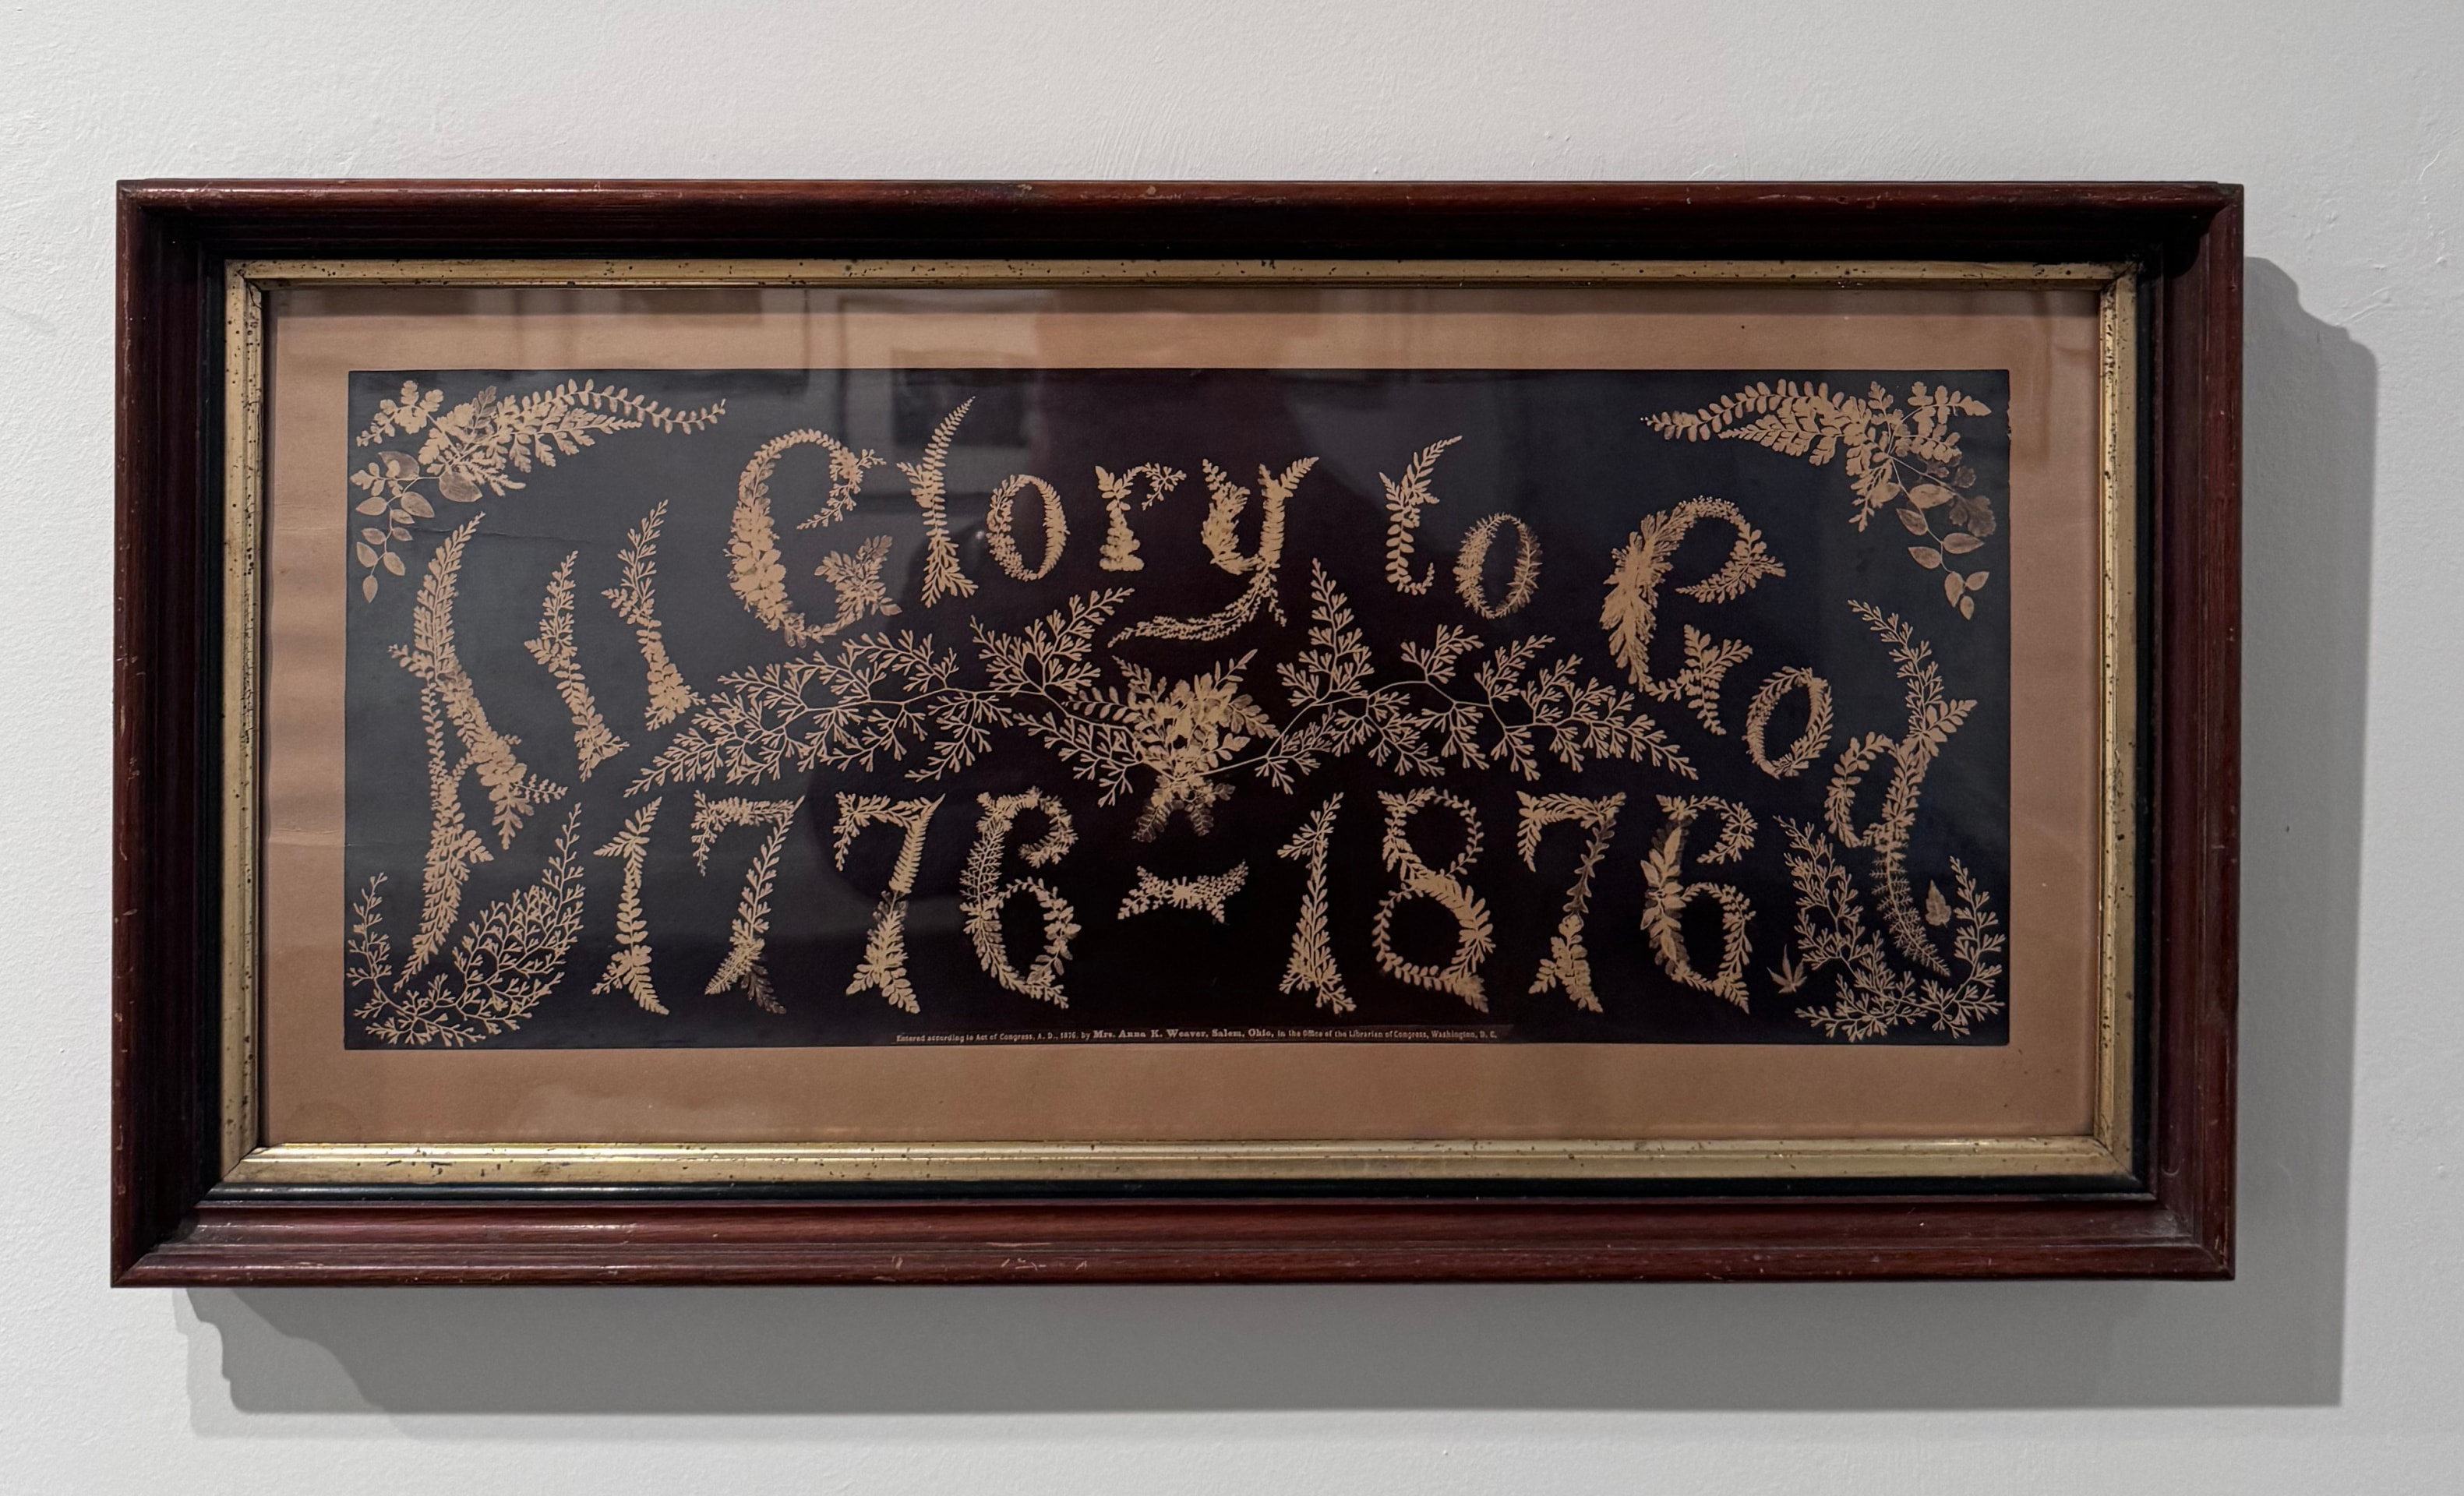 All Glory to God
1776-1876
Entered according to Act of Congress, A. D., 1876, by Mrs. Anna K. Weaver, Salem, Ohio, in the Office of the Librarian of Congress, Washington, D. C.